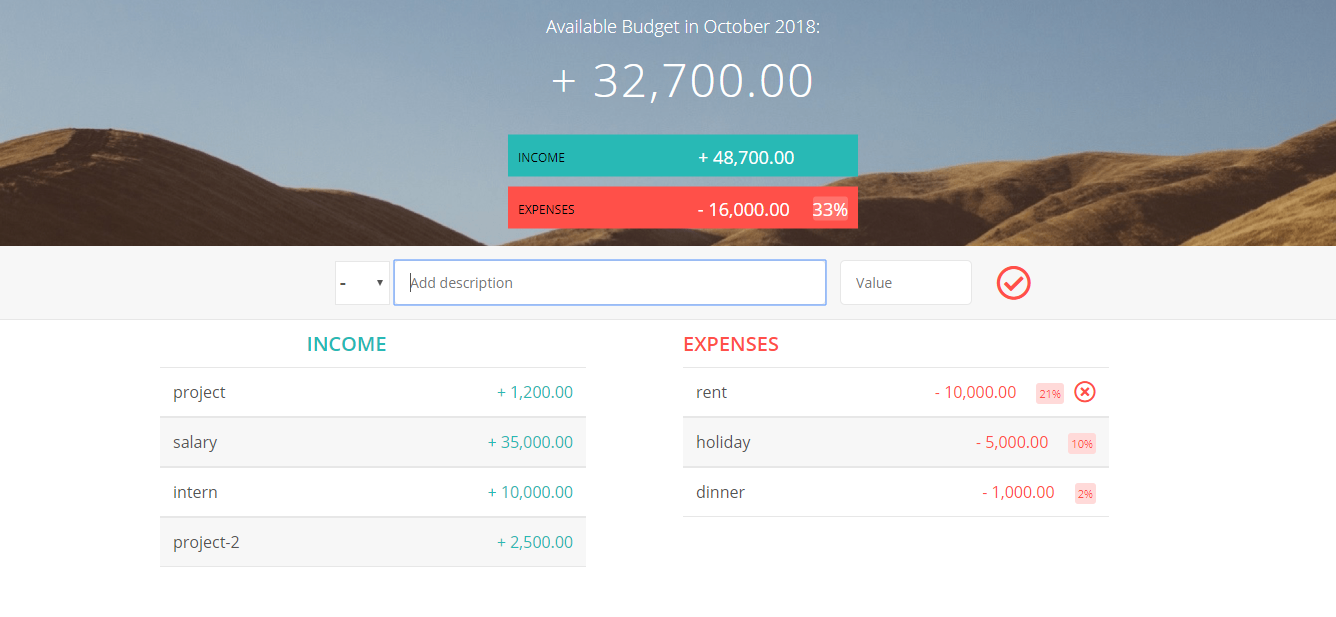 Available Budget in October 2018:
+ 32,700.00
INCOME + 48,700.00
EXPENSES - 16,000.00 33%
- Add description Value
INCOME
project + 1,200.00
salary + 35,000.00
intern + 10,000.00
project-2 + 2,500.00
EXPENSES
rent - 10,000.00 21%
holiday - 5,000.00 10%
dinner - 1,000.00 2%